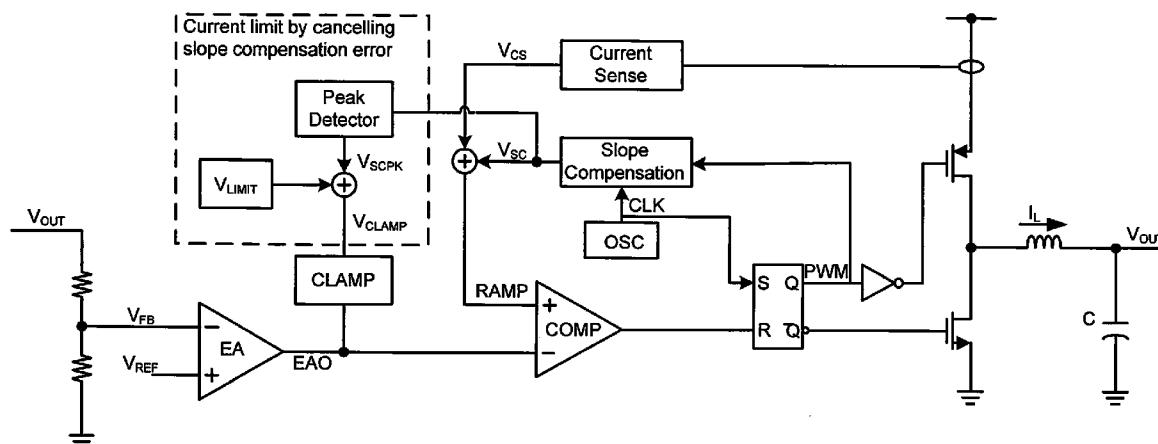 Current limit by cancelling
slope compensation error
V_CS
Current
Sense
Peak
Detector
V_SC
Slope
Compensation
V_SCPK
V_LIMIT
V_CLAMP
CLK
OSC
V_OUT
I_L
V_OUT
CLAMP
RAMP
PWM
S Q
V_FB
EA
V_REF
EAO
COMP
R Q̅
C
+
+
−
+
+
−